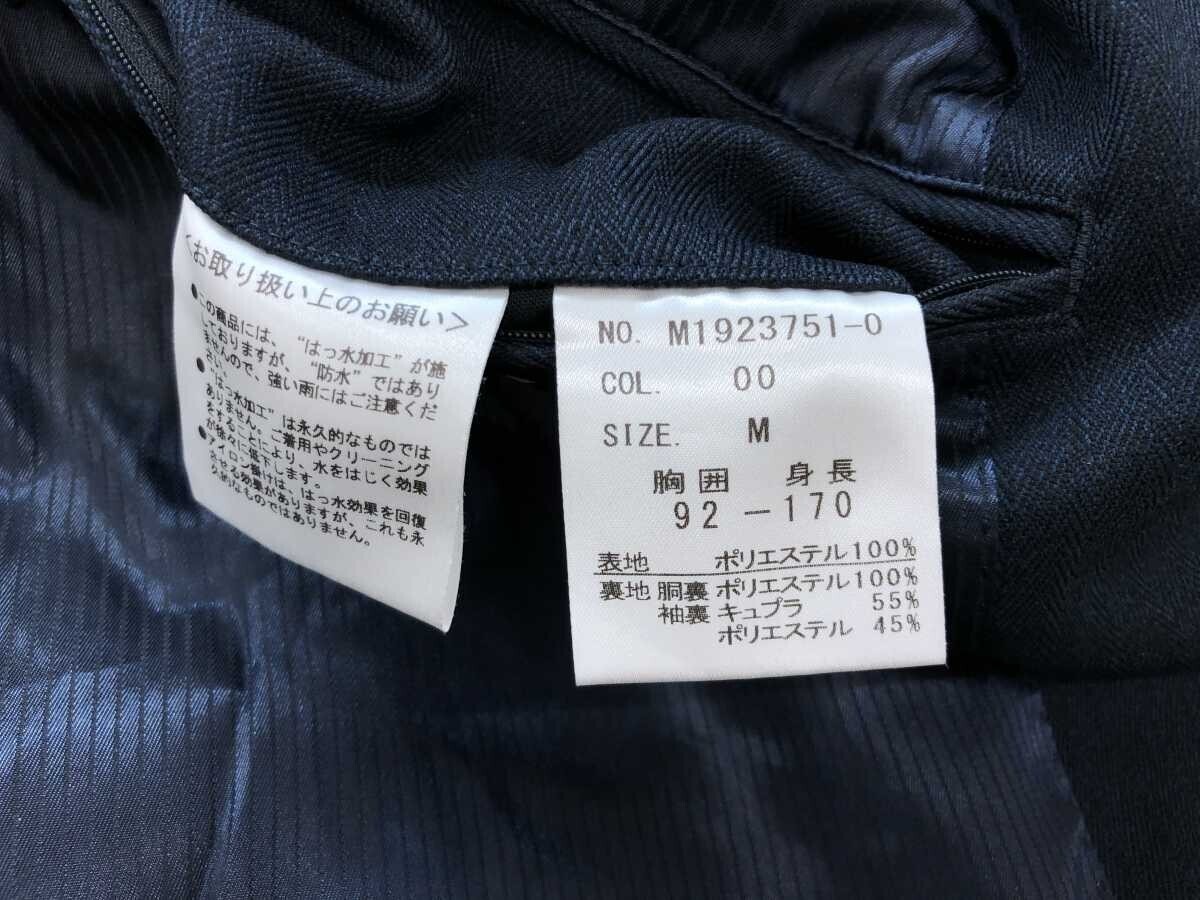 <お取り扱い上のお願い>
●この商品には、“はっ水加工”が施
しておりますが、“防水”ではあり
ませんので、強い雨にはご注意くだ
さい。
●“はっ水加工”は永久的なものでは
ありません。ご着用やクリーニング
をすることにより、水をはじく効果
が徐々に低下します。
●アイロン掛けは、はっ水効果を回復
させる効果がありますが、これも永
久的なものではありません。
NO. M1923751-0
COL. 00
SIZE. M
胸囲 身長
92 -170
表地 ポリエステル100%
裏地 胴裏 ポリエステル100%
袖裏 キュプラ 55%
ポリエステル 45%